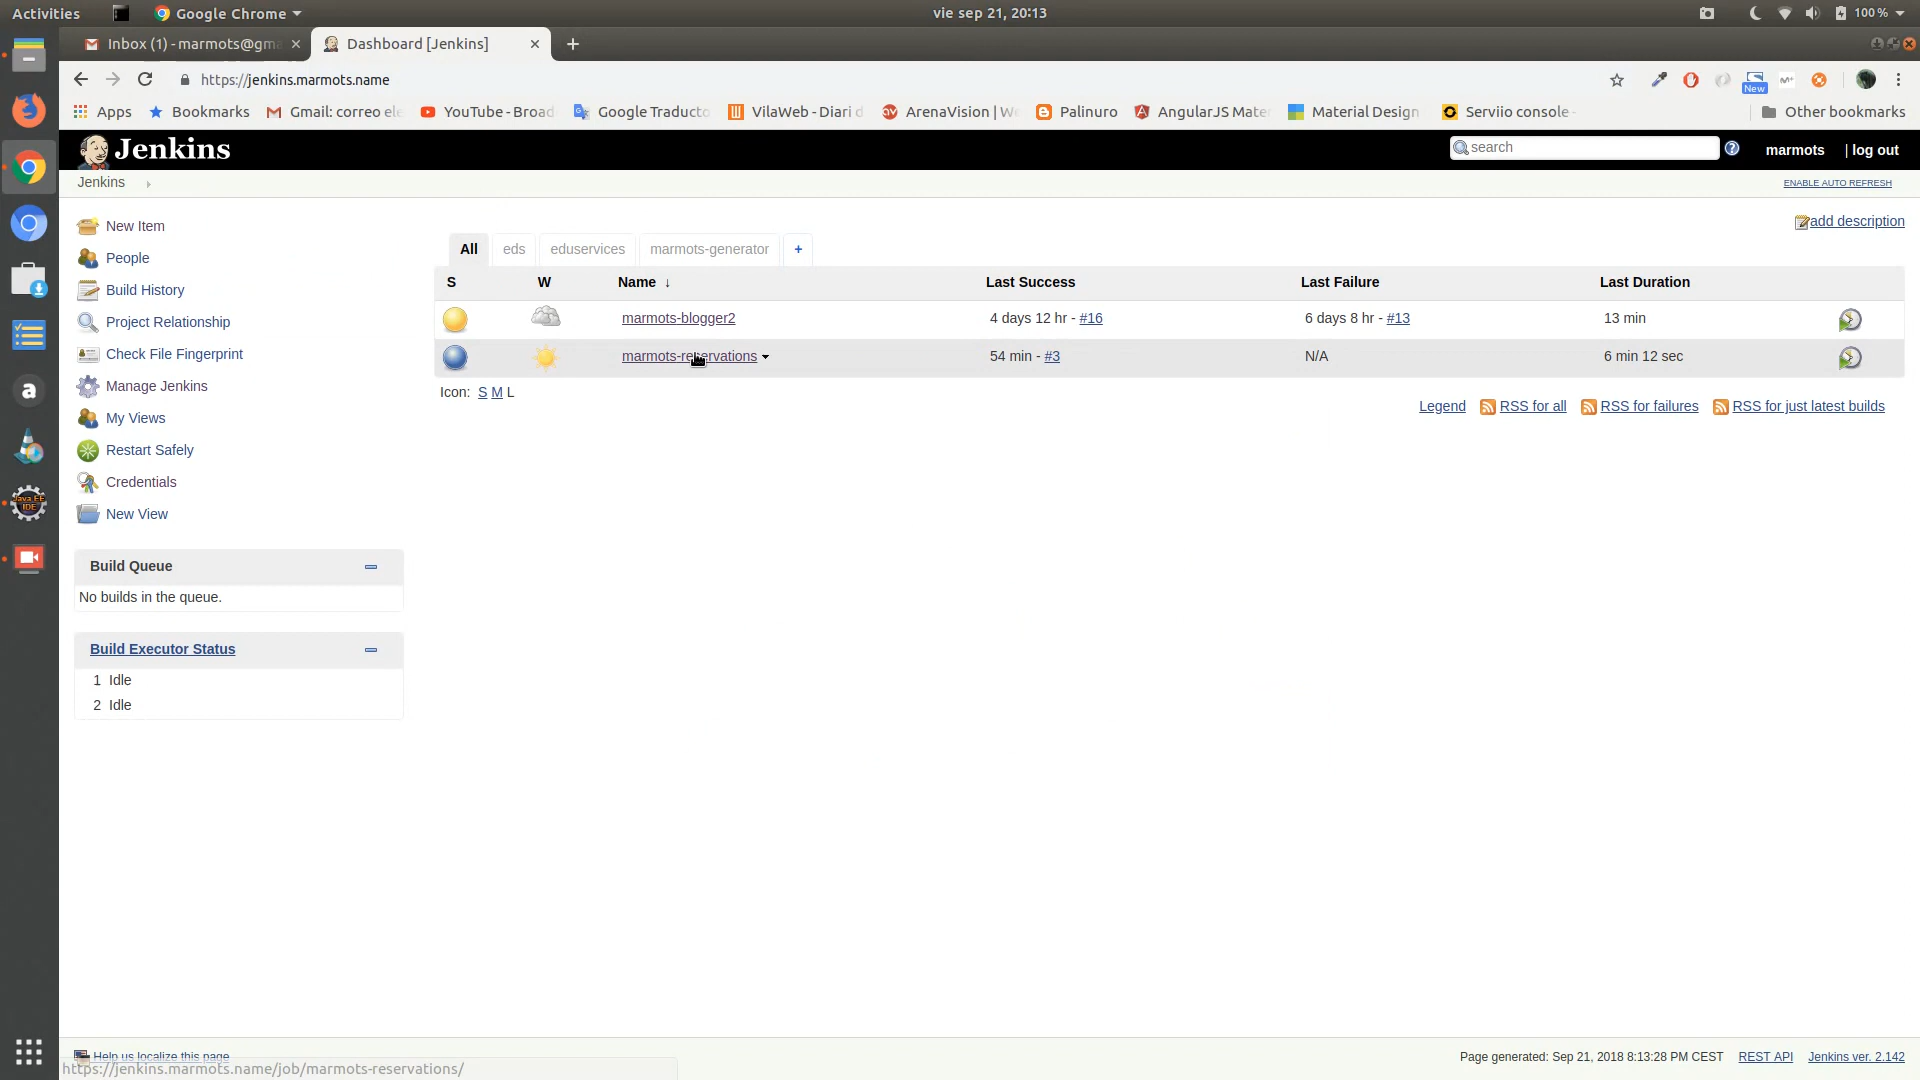 Activities Google Chrome vie sep 21, 20:13 100 %
Inbox (1) - marmots@gma Dashboard [Jenkins]
https://jenkins.marmots.name New
Apps Bookmarks Gmail: correo ele YouTube - Broad Google Traducto VilaWeb - Diari d ArenaVision | We Palinuro AngularJS Mater Material Design Serviio console - Other bookmarks
Jenkins search marmots | log out
Jenkins ENABLE AUTO REFRESH
add description
New Item
People
Build History
Project Relationship
Check File Fingerprint
Manage Jenkins
My Views
Restart Safely
Credentials
New View
Build Queue
No builds in the queue.
Build Executor Status
1 Idle
2 Idle
All eds eduservices marmots-generator +
S W Name ↓ Last Success Last Failure Last Duration
marmots-blogger2 4 days 12 hr - #16 6 days 8 hr - #13 13 min
marmots-reservations 54 min - #3 N/A 6 min 12 sec
Icon: S M L
Legend RSS for all RSS for failures RSS for just latest builds
Help us localize this page Page generated: Sep 21, 2018 8:13:28 PM CEST REST API Jenkins ver. 2.142
https://jenkins.marmots.name/job/marmots-reservations/